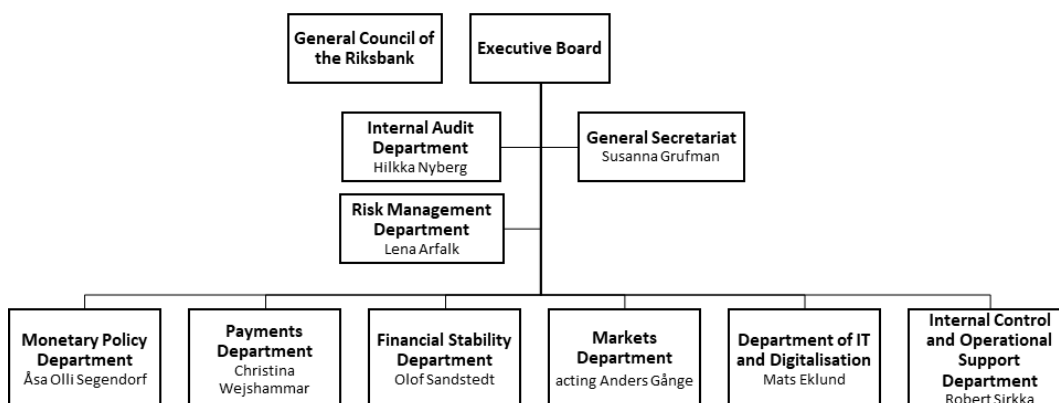 General Council of
the Riksbank
Executive Board
Internal Audit
Department
Hilkka Nyberg
General Secretariat
Susanna Grufman
Risk Management
Department
Lena Arfalk
Monetary Policy
Department
Åsa Olli Segendorf
Payments
Department
Christina
Wejshammar
Financial Stability
Department
Olof Sandstedt
Markets
Department
acting Anders Gånge
Department of IT
and Digitalisation
Mats Eklund
Internal Control
and Operational
Support
Department
Robert Sirkka